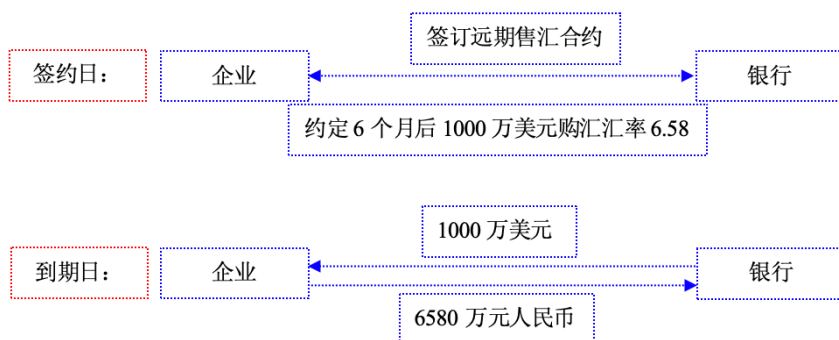 签订远期售汇合约
签约日：
企业
银行
约定 6 个月后 1000 万美元购汇汇率 6.58
1000 万美元
到期日：
企业
银行
6580 万元人民币